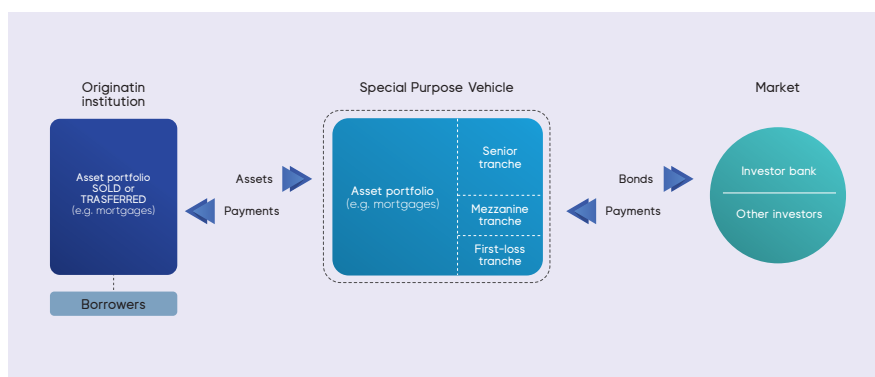 Originatin
institution
Asset portfolio
SOLD or
TRASFERRED
(e.g. mortgages)
Borrowers
Assets
Payments
Special Purpose Vehicle
Asset portfolio
(e.g. mortgages)
Senior
tranche
Mezzanine
tranche
First-loss
tranche
Bonds
Payments
Market
Investor bank
Other investors